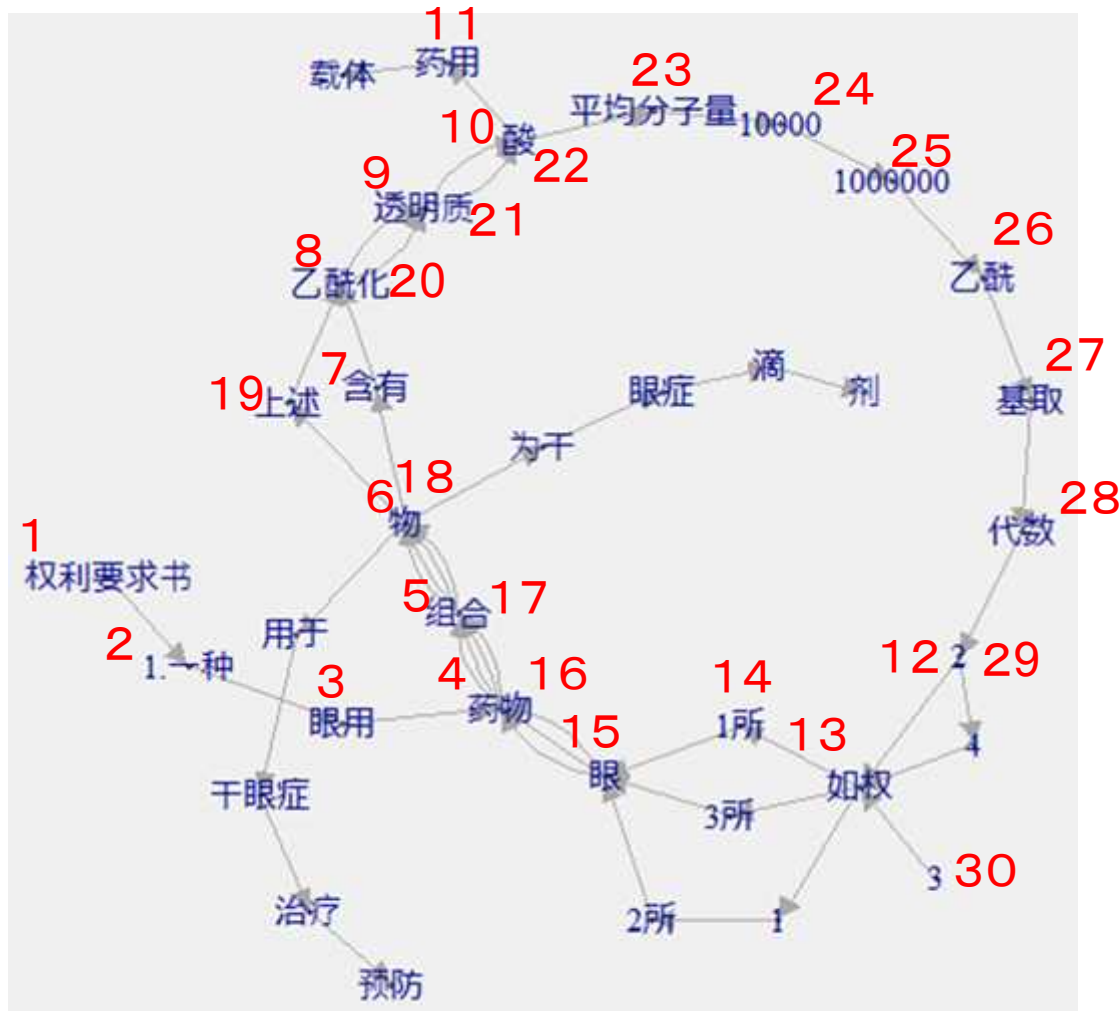 11
载体
药用
23
平均分子量
24
10000
10
酸
25
1000000
9
22
透明质
21
26
8
乙酰
乙酰化
20
7
滴
27
19
上述
含有
眼症
剂
基取
为干
18
6
物
28
代数
1
权利要求书
5
组合
17
用于
2
1.一种
12
2
29
3
眼用
4
药物
16
14
1所
15
13
4
眼
如权
干眼症
3所
3
30
治疗
2所
1
预防